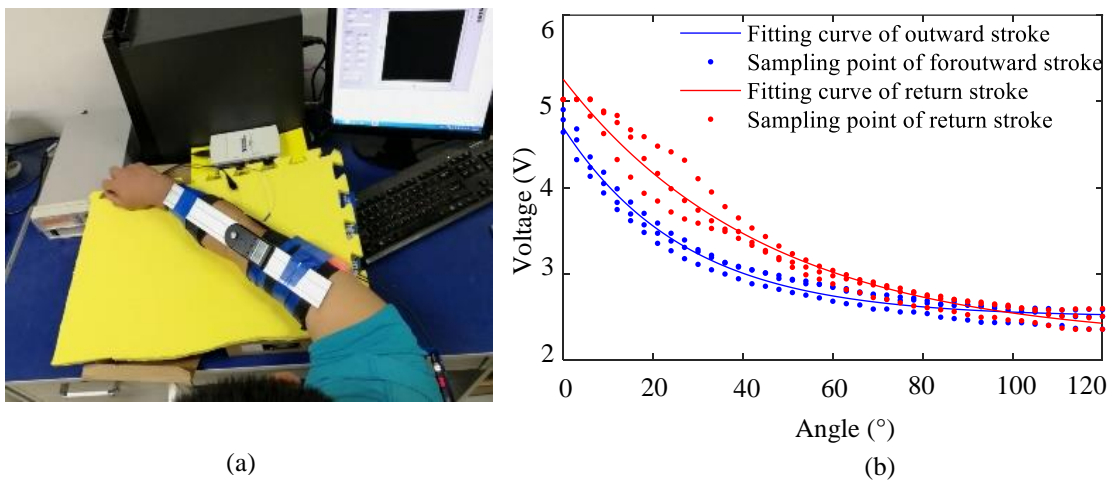 6
5
4
3
2
Voltage (V)
Fitting curve of outward stroke
Sampling point of foroutward stroke
Fitting curve of return stroke
Sampling point of return stroke
0 20 40 60 80 100 120
Angle (°)
(a)
(b)